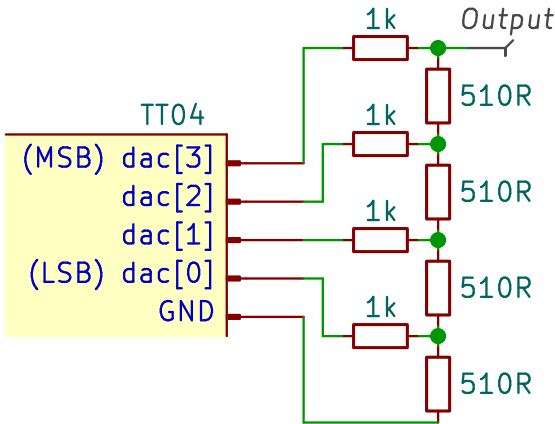 1k
Output
510R
TT04
1k
(MSB) dac[3]
dac[2]
510R
1k
dac[1]
(LSB) dac[0]
510R
1k
GND
510R